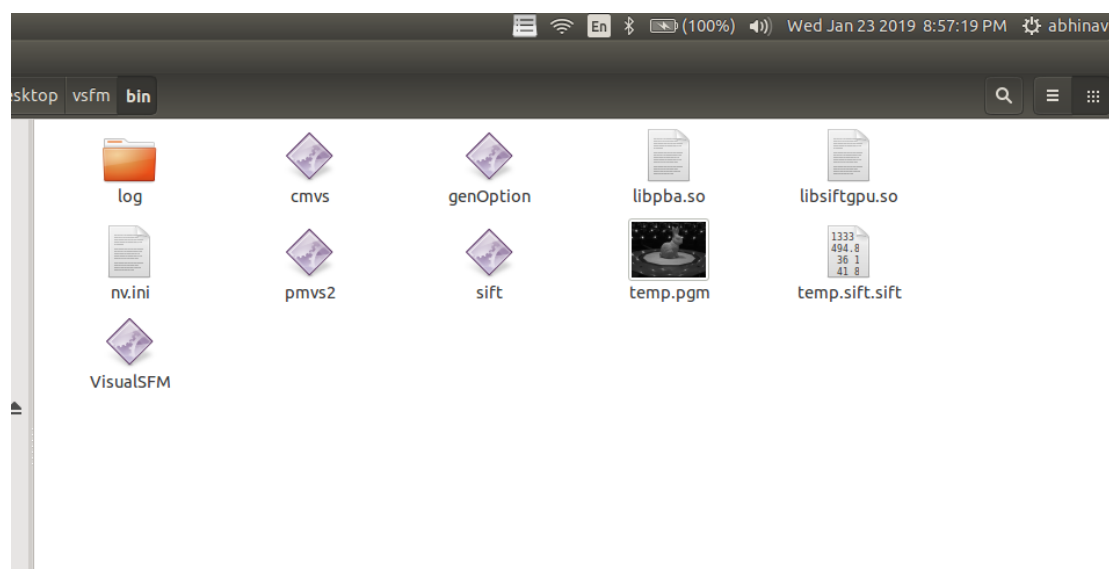 En (100%) Wed Jan 23 2019 8:57:19 PM abhinav
sktop vsfm bin
log cmvs genOption libpba.so libsiftgpu.so
1333
494.8
36 1
41 8
nv.ini pmvs2 sift temp.pgm temp.sift.sift
VisualSFM